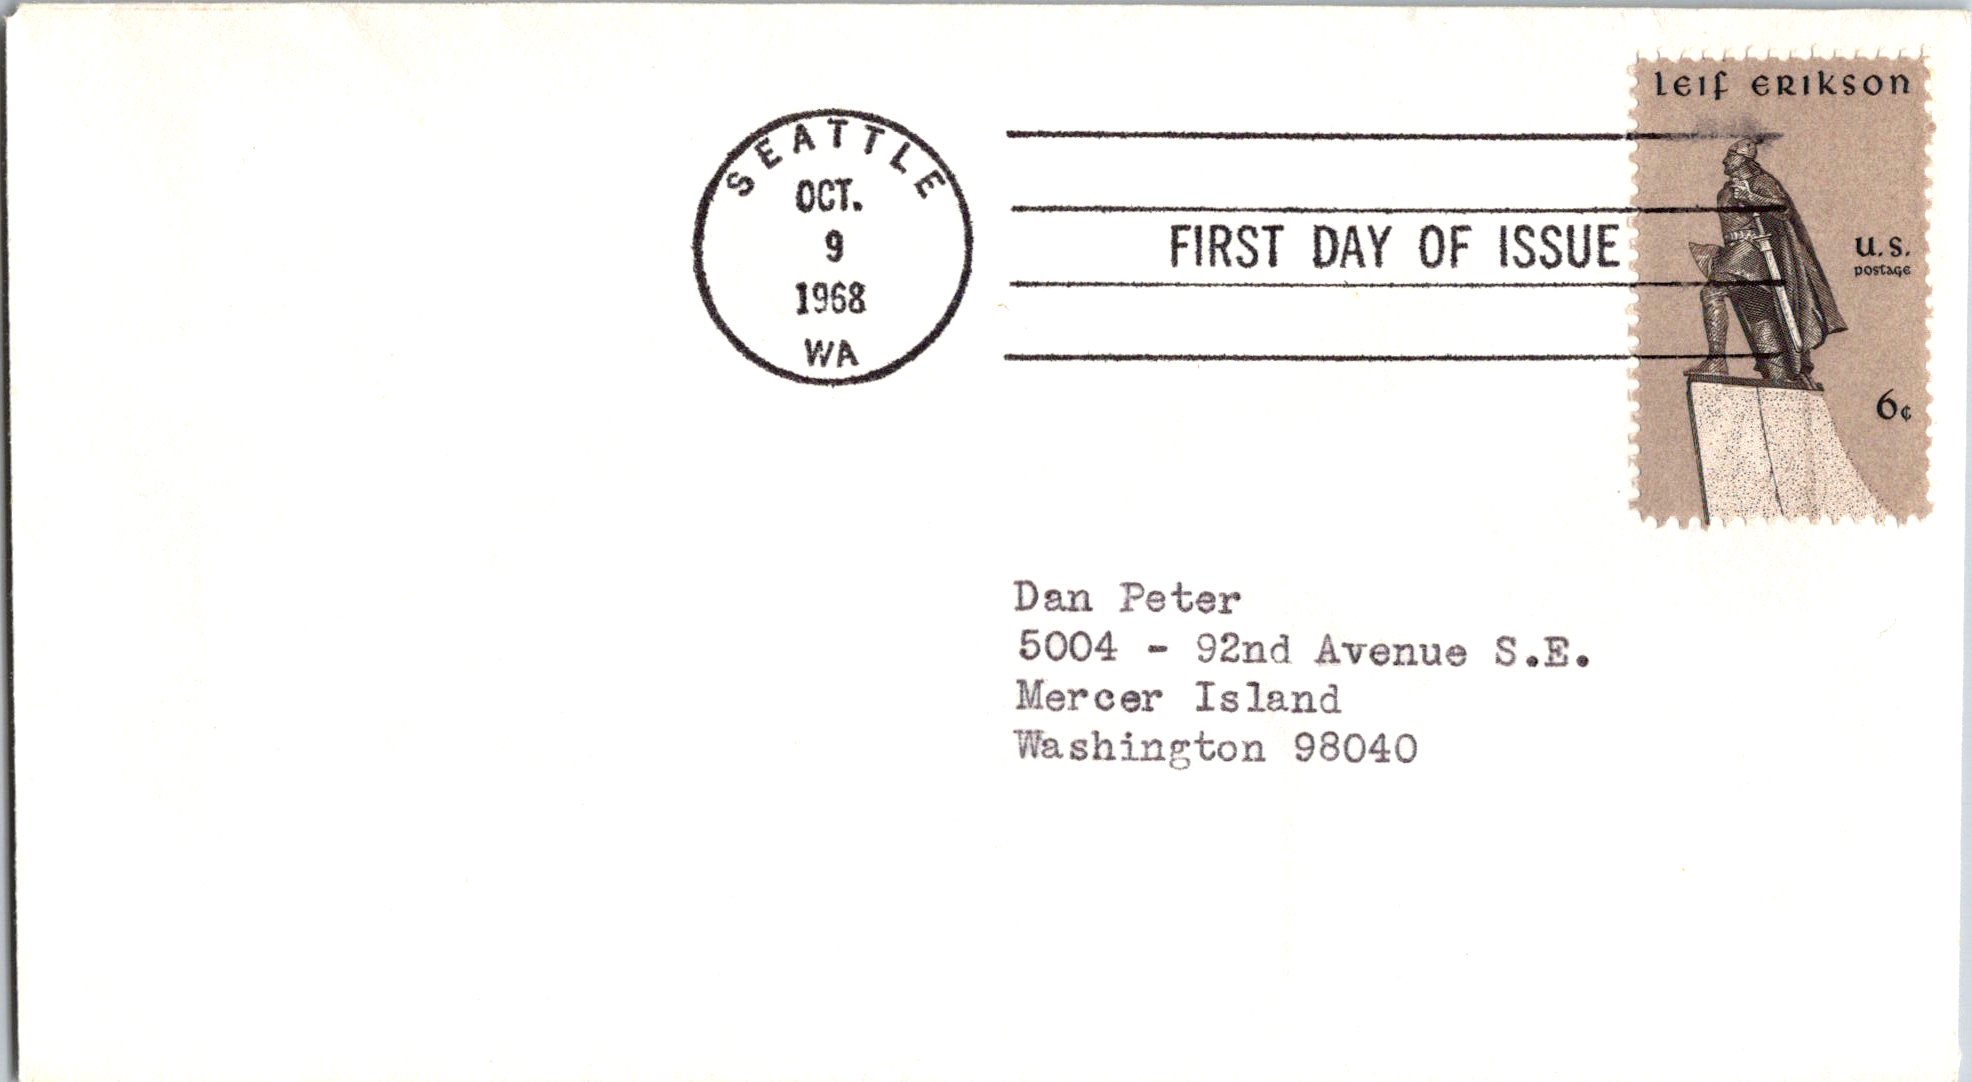 SEATTLE
OCT.
9
1968
WA
FIRST DAY OF ISSUE
Leif Erikson
U.S.
postage
6¢
Dan Peter
5004 - 92nd Avenue S.E.
Mercer Island
Washington 98040